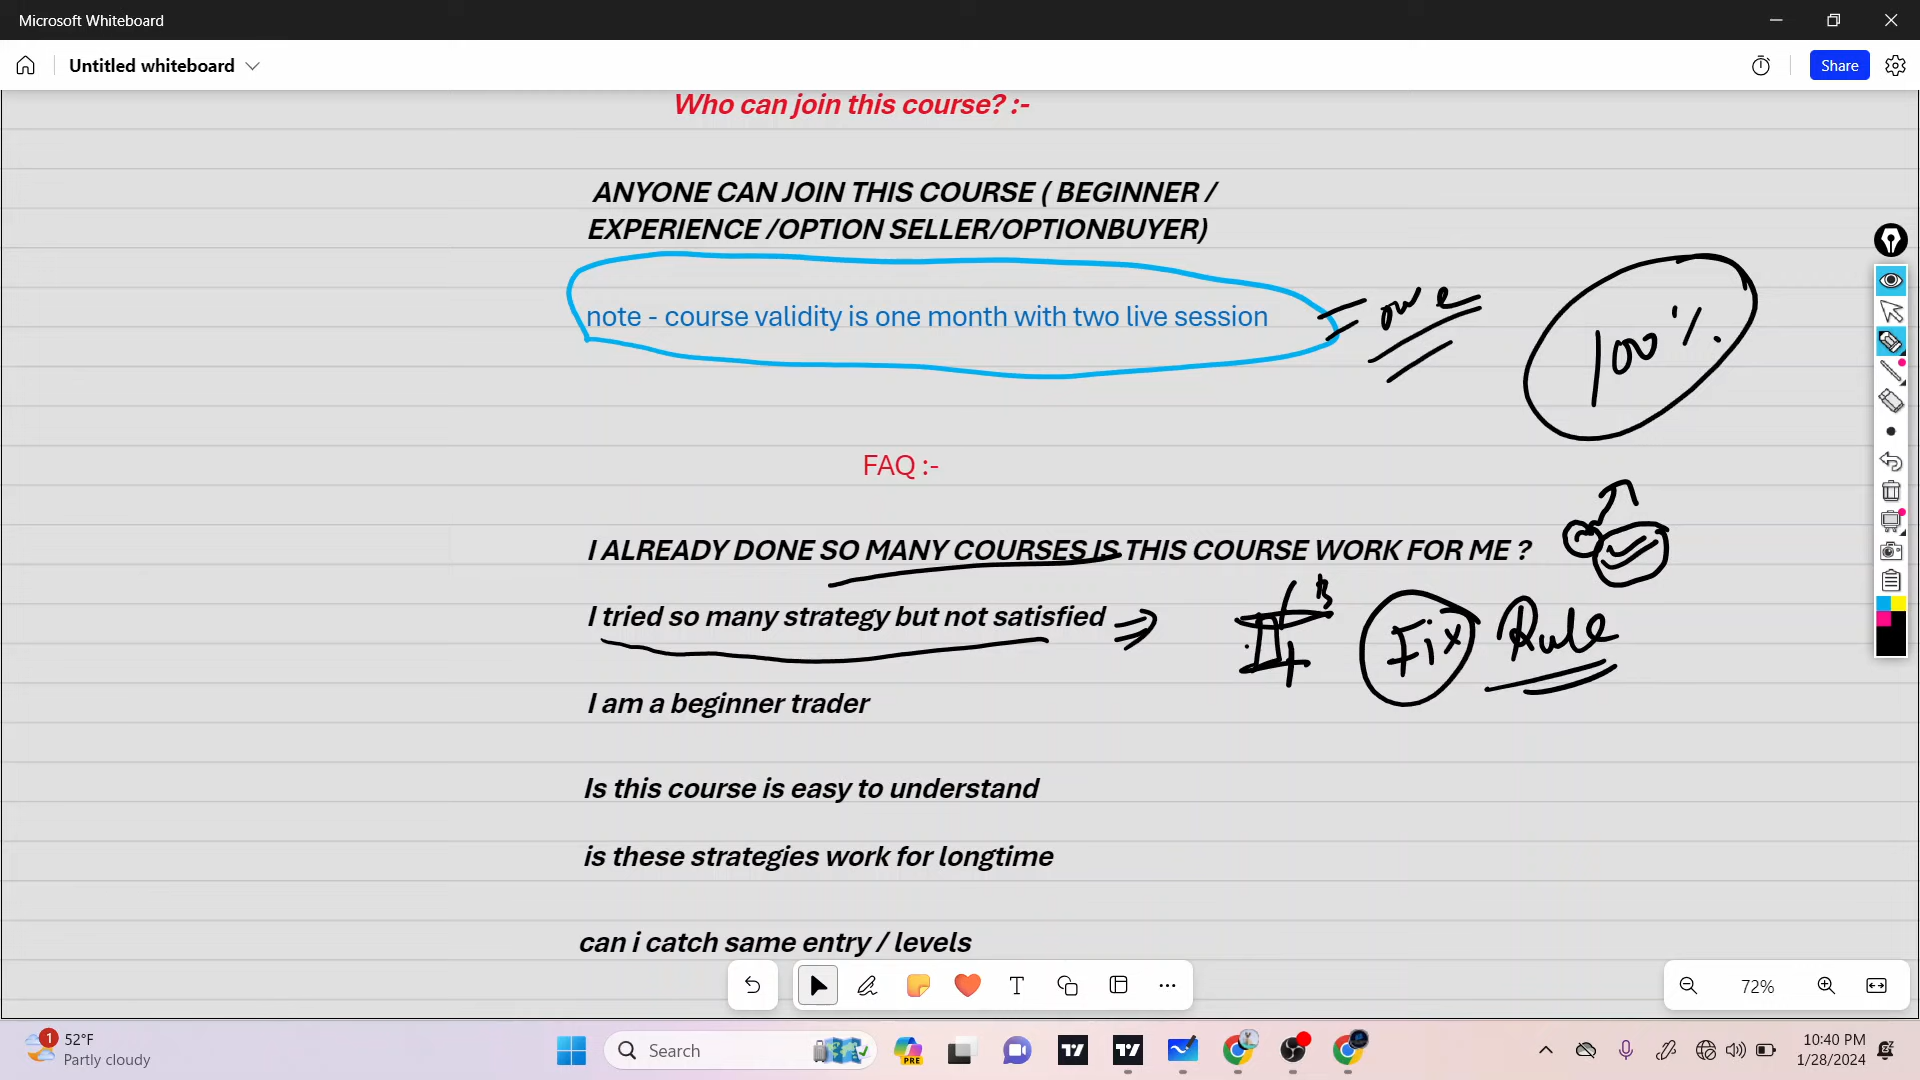 Microsoft Whiteboard
Untitled whiteboard
Share
Who can join this course? :-
ANYONE CAN JOIN THIS COURSE ( BEGINNER /
EXPERIENCE /OPTION SELLER/OPTIONBUYER)
note - course validity is one month with two live session
100%
FAQ :-
I ALREADY DONE SO MANY COURSES IS THIS COURSE WORK FOR ME ?
I tried so many strategy but not satisfied
Fix Rule
I am a beginner trader
Is this course is easy to understand
is these strategies work for longtime
can i catch same entry / levels
72%
1
52°F
Partly cloudy
Search
PRE
10:40 PM
1/28/2024